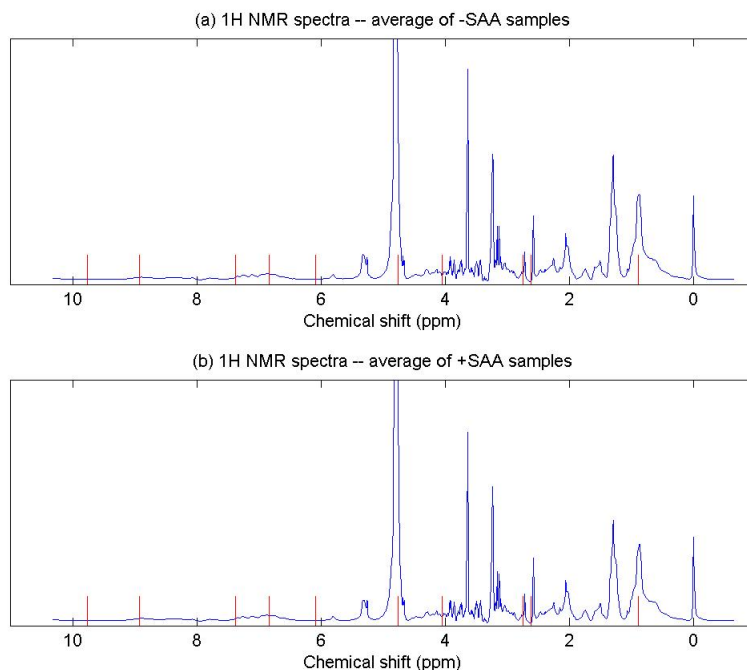 (a) 1H NMR spectra -- average of -SAA samples
10 8 6 4 2 0
Chemical shift (ppm)
(b) 1H NMR spectra -- average of +SAA samples
10 8 6 4 2 0
Chemical shift (ppm)